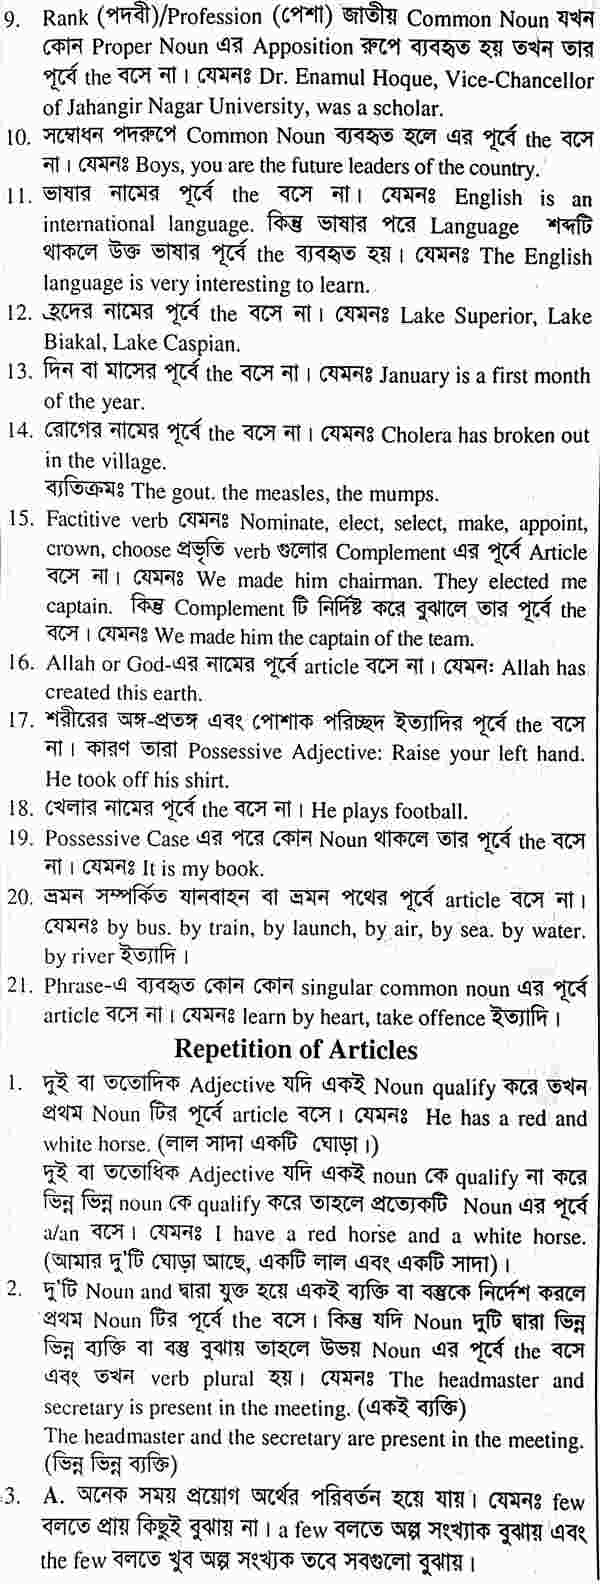 9. Rank (পদবী)/Profession (পেশা) জাতীয় Common Noun যখন
কোন Proper Noun এর Apposition রুপে ব্যবহৃত হয় তখন তার
পূর্বে the বসে না। যেমনঃ Dr. Enamul Hoque, Vice-Chancellor
of Jahangir Nagar University, was a scholar.
10. সম্বোধন পদরুপে Common Noun ব্যবহৃত হলে এর পূর্বে the বসে
না। যেমনঃ Boys, you are the future leaders of the country.
11. ভাষার নামের পূর্বে the বসে না। যেমনঃ English is an
international language. কিন্তু ভাষার পরে Language শব্দটি
থাকলে উক্ত ভাষার পূর্বে the ব্যবহৃত হয়। যেমনঃ The English
language is very interesting to learn.
12. হ্রদের নামের পূর্বে the বসে না। যেমনঃ Lake Superior, Lake
Biakal, Lake Caspian.
13. দিন বা মাসের পূর্বে the বসে না। যেমনঃ January is a first month
of the year.
14. রোগের নামের পূর্বে the বসে না। যেমনঃ Cholera has broken out
in the village.
ব্যতিক্রমঃ The gout. the measles, the mumps.
15. Factitive verb যেমনঃ Nominate, elect, select, make, appoint,
crown, choose প্রভৃতি verb গুলোর Complement এর পূর্বে Article
বসে না। যেমনঃ We made him chairman. They elected me
captain. কিন্তু Complement টি নির্দিষ্ট করে বুঝালে তার পূর্বে the
বসে। যেমনঃ We made him the captain of the team.
16. Allah or God-এর নামের পূর্বে article বসে না। যেমন: Allah has
created this earth.
17. শরীরের অঙ্গ-প্রতঙ্গ এবং পোশাক পরিচ্ছদ ইত্যাদির পূর্বে the বসে
না। কারণ তারা Possessive Adjective: Raise your left hand.
He took off his shirt.
18. খেলার নামের পূর্বে the বসে না। He plays football.
19. Possessive Case এর পরে কোন Noun থাকলে তার পূর্বে the বসে
না। যেমনঃ It is my book.
20. ভ্রমন সম্পর্কিত যানবাহন বা ভ্রমন পথের পূর্বে article বসে না।
যেমনঃ by bus. by train, by launch, by air, by sea. by water.
by river ইত্যাদি।
21. Phrase-এ ব্যবহৃত কোন কোন singular common noun এর পূর্বে
article বসে না। যেমনঃ learn by heart, take offence ইত্যাদি।
Repetition of Articles
1. দুই বা ততোদিক Adjective যদি একই Noun qualify করে তখন
প্রথম Noun টির পূর্বে article বসে। যেমনঃ He has a red and
white horse. (লাল সাদা একটি ঘোড়া।)
দুই বা ততোধিক Adjective যদি একই noun কে qualify না করে
ভিন্ন ভিন্ন noun কে qualify করে তাহলে প্রত্যেকটি Noun এর পূর্বে
a/an বসে। যেমনঃ I have a red horse and a white horse.
(আমার দু'টি ঘোড়া আছে, একটি লাল এবং একটি সাদা)।
2. দু'টি Noun and দ্বারা যুক্ত হয়ে একই ব্যক্তি বা বস্তুকে নির্দেশ করলে
প্রথম Noun টির পূর্বে the বসে। কিন্তু যদি Noun দুটি দ্বারা ভিন্ন
ভিন্ন ব্যক্তি বা বস্তু বুঝায় তাহলে উভয় Noun এর পূর্বে the বসে
এবং তখন verb plural হয়। যেমনঃ The headmaster and
secretary is present in the meeting. (একই ব্যক্তি)
The headmaster and the secretary are present in the meeting.
(ভিন্ন ভিন্ন ব্যক্তি)
3. A. অনেক সময় প্রয়োগ অর্থের পরিবর্তন হয়ে যায়। যেমনঃ few
বলতে প্রায় কিছুই বুঝায় না। a few বলতে অল্প সংখ্যাক বুঝায় এবং
the few বলতে খুব অল্প সংখ্যক তবে সবগুলো বুঝায়।